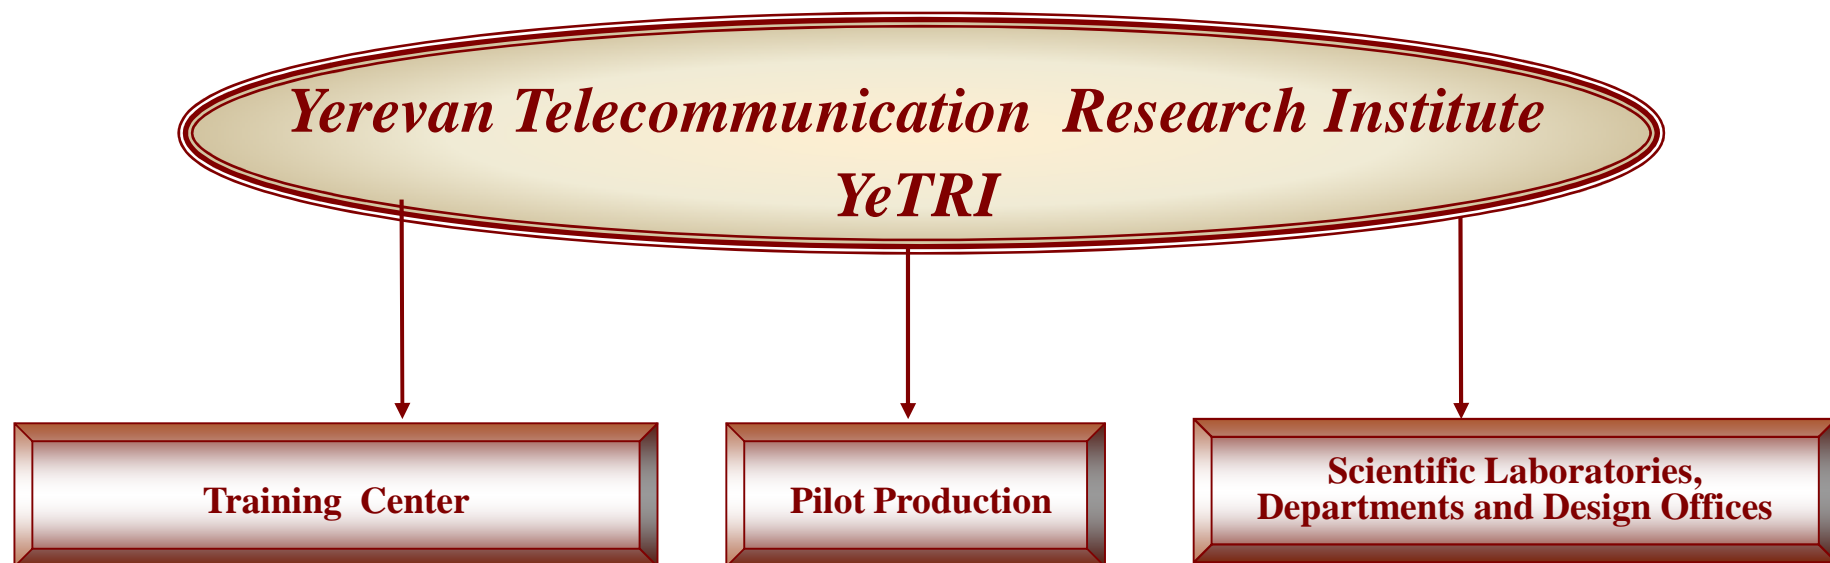 Yerevan Telecommunication Research Institute
YeTRI
Training Center
Pilot Production
Scientific Laboratories,
Departments and Design Offices